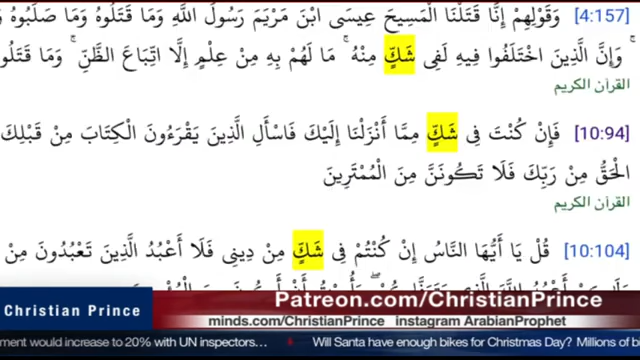 [4:157] وَقَوْلِهِمْ إِنَّا قَتَلْنَا الْمَسِيحَ عِيسَى ابْنَ مَرْيَمَ رَسُولَ اللَّهِ وَمَا قَتَلُوهُ وَمَا صَلَبُوهُ
ۚ وَإِنَّ الَّذِينَ اخْتَلَفُوا فِيهِ لَفِي شَكٍّ مِنْهُ ۚ مَا لَهُمْ بِهِ مِنْ عِلْمٍ إِلَّا اتِّبَاعَ الظَّنِّ ۚ وَمَا قَتَلُو
القرآن الكريم
[10:94] فَإِنْ كُنْتَ فِي شَكٍّ مِمَّا أَنْزَلْنَا إِلَيْكَ فَاسْأَلِ الَّذِينَ يَقْرَءُونَ الْكِتَابَ مِنْ قَبْلِكَ
الْحَقُّ مِنْ رَبِّكَ فَلَا تَكُونَنَّ مِنَ الْمُمْتَرِينَ
القرآن الكريم
[10:104] قُلْ يَا أَيُّهَا النَّاسُ إِنْ كُنْتُمْ فِي شَكٍّ مِنْ دِينِي فَلَا أَعْبُدُ الَّذِينَ تَعْبُدُونَ مِنْ
Christian Prince
Patreon.com/ChristianPrince
minds.com/ChristianPrince instagram ArabianProphet
ment would increase to 20% with UN inspectors... Will Santa have enough bikes for Christmas Day? Millions of b